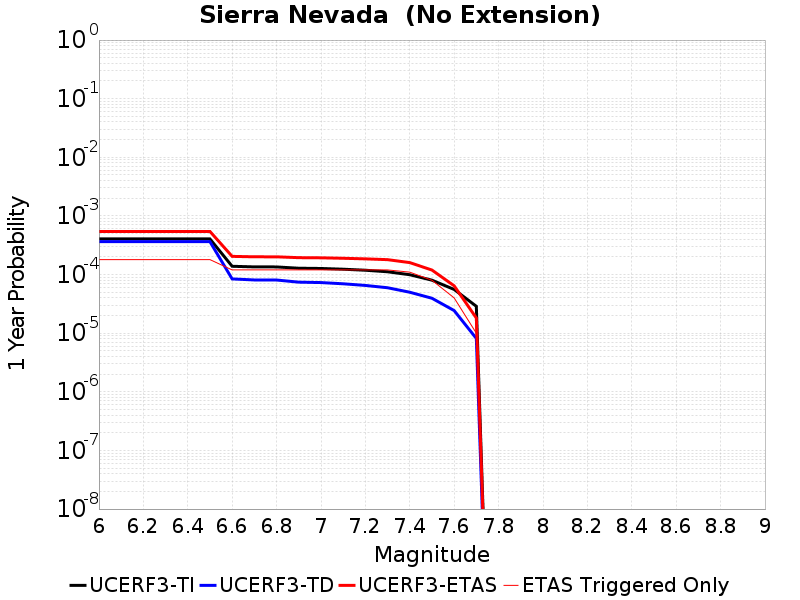 Sierra Nevada  (No Extension)
1 Year Probability
10^0
10^-1
10^-2
10^-3
10^-4
10^-5
10^-6
10^-7
10^-8
6 6.2 6.4 6.6 6.8 7 7.2 7.4 7.6 7.8 8 8.2 8.4 8.6 8.8 9
Magnitude
UCERF3-TI UCERF3-TD UCERF3-ETAS ETAS Triggered Only